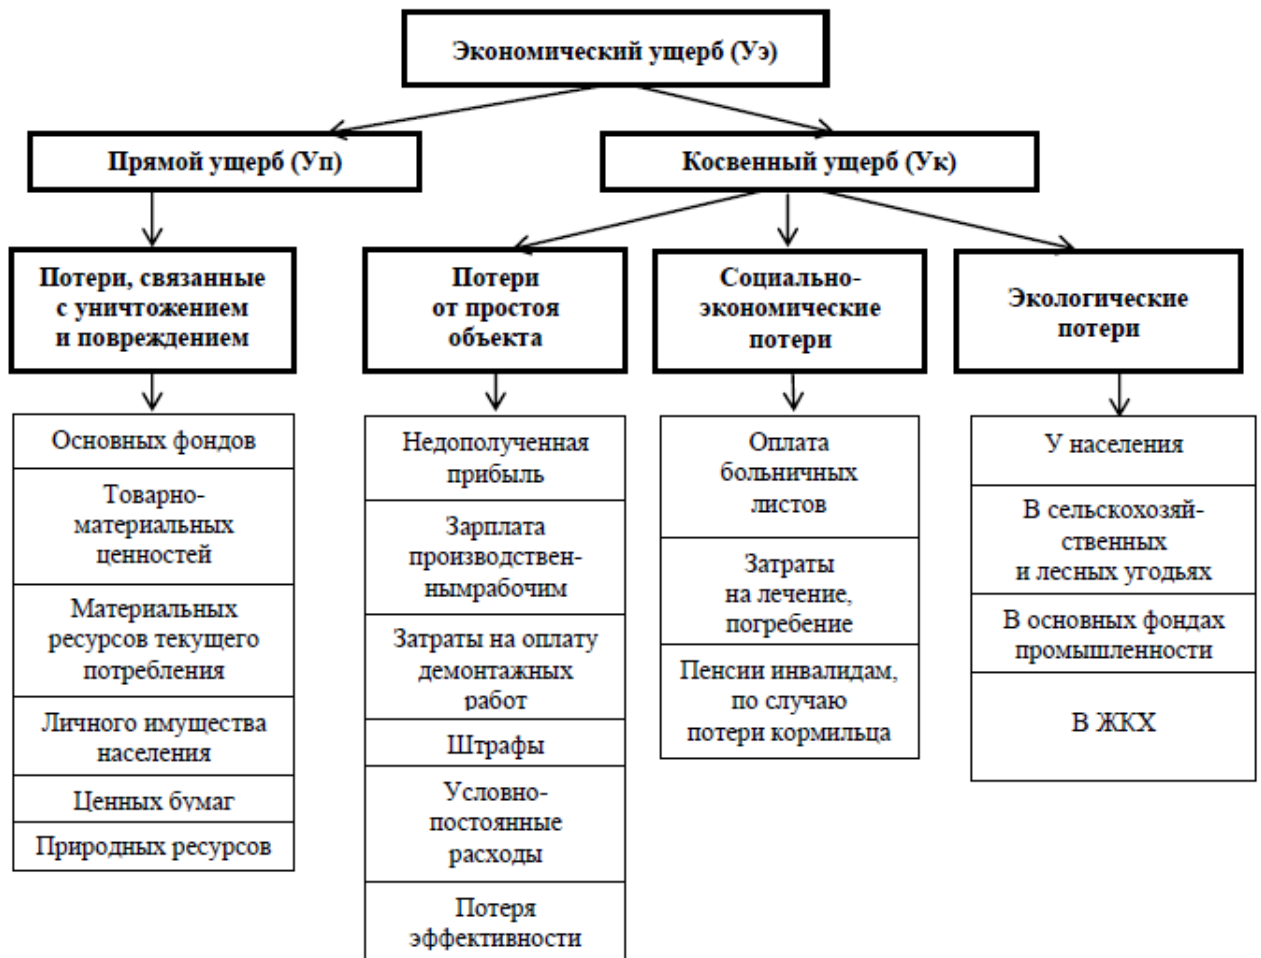 Экономический ущерб (Уэ)
Прямой ущерб (Уп)
Косвенный ущерб (Ук)
Потери, связанные
с уничтожением
и повреждением
Основных фондов
Товарно-
материальных
ценностей
Материальных
ресурсов текущего
потребления
Личного имущества
населения
Ценных бумаг
Природных ресурсов
Потери
от простоя
объекта
Недополученная
прибыль
Зарплата
производствен-
нымрабочим
Затраты на оплату
демонтажных
работ
Штрафы
Условно-
постоянные
расходы
Потеря
эффективности
Социально-
экономические
потери
Оплата
больничных
листов
Затраты
на лечение,
погребение
Пенсии инвалидам,
по случаю
потери кормильца
Экологические
потери
У населения
В сельскохозяй-
ственных
и лесных угодьях
В основных фондах
промышленности
В ЖКХ